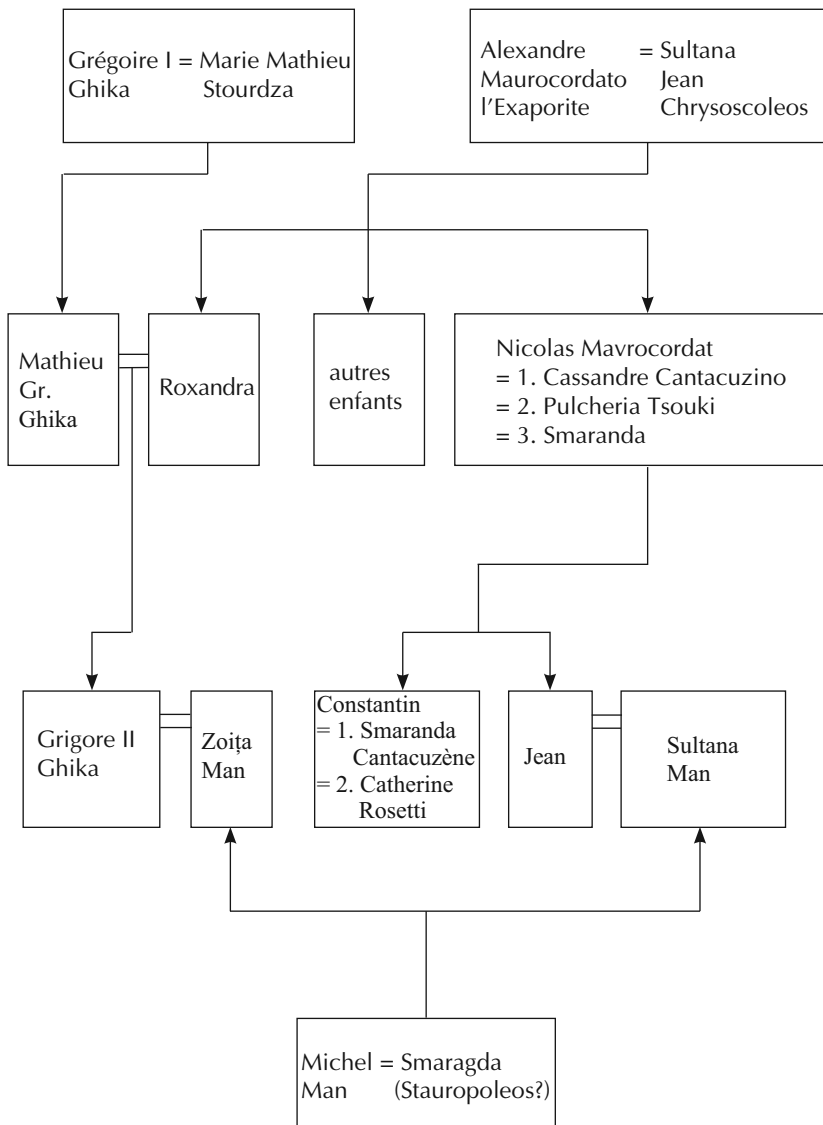 Grégoire I = Marie Mathieu
Ghika Stourdza
Alexandre = Sultana
Maurocordato Jean
l'Exaporite Chrysoscoleos
Mathieu
Gr.
Ghika
Roxandra
autres
enfants
Nicolas Mavrocordat
= 1. Cassandre Cantacuzino
= 2. Pulcheria Tsouki
= 3. Smaranda
Grigore II
Ghika
Zoița
Man
Constantin
= 1. Smaranda
Cantacuzène
= 2. Catherine
Rosetti
Jean
Sultana
Man
Michel = Smaragda
Man (Stauropoleos?)